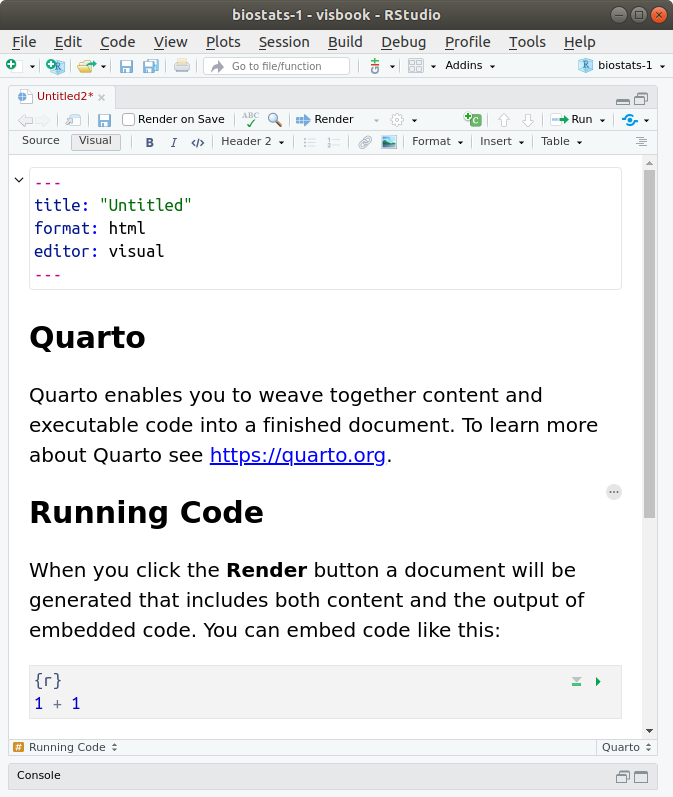 biostats-1 - visbook - RStudio
File Edit Code View Plots Session Build Debug Profile Tools Help
Go to file/function Addins biostats-1
Untitled2*
Render on Save ABC Render Run
Source Visual B I </> Header 2 Format Insert Table
---
title: "Untitled"
format: html
editor: visual
---
Quarto
Quarto enables you to weave together content and
executable code into a finished document. To learn more
about Quarto see https://quarto.org.
Running Code
When you click the Render button a document will be
generated that includes both content and the output of
embedded code. You can embed code like this:
{r}
1 + 1
# Running Code Quarto
Console